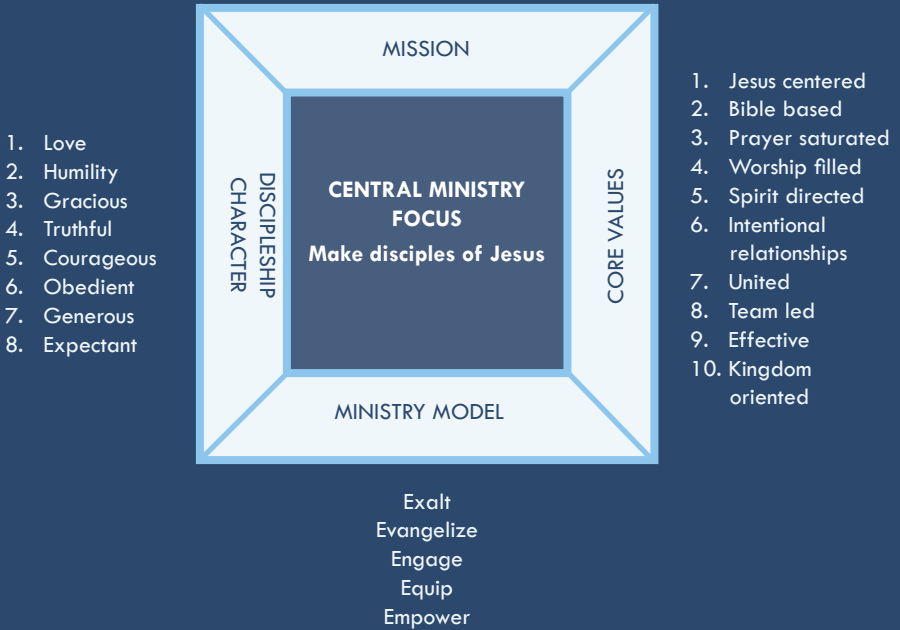 MISSION
1. Love
2. Humility
3. Gracious
4. Truthful
5. Courageous
6. Obedient
7. Generous
8. Expectant
DISCIPLESHIP
CHARACTER
CENTRAL MINISTRY
FOCUS
Make disciples of Jesus
CORE VALUES
1. Jesus centered
2. Bible based
3. Prayer saturated
4. Worship filled
5. Spirit directed
6. Intentional
relationships
7. United
8. Team led
9. Effective
10. Kingdom
oriented
MINISTRY MODEL
Exalt
Evangelize
Engage
Equip
Empower